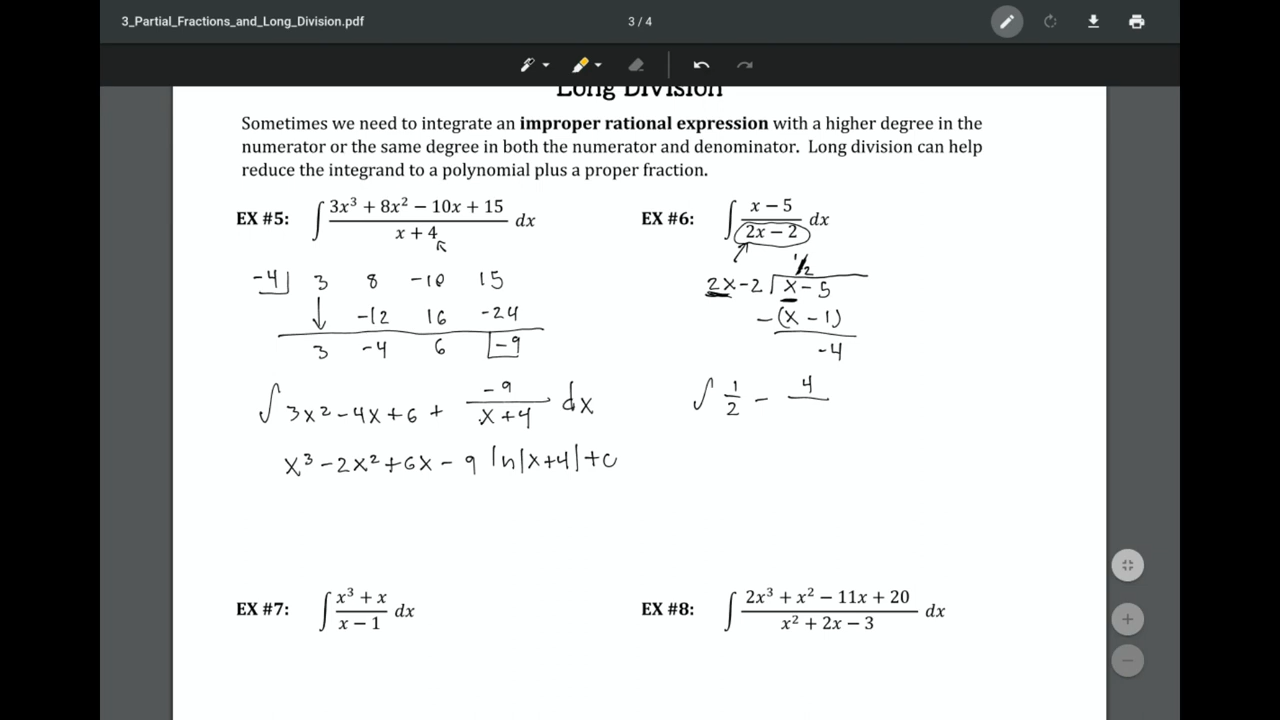 3_Partial_Fractions_and_Long_Division.pdf
3 / 4
Long Division
Sometimes we need to integrate an improper rational expression with a higher degree in the
numerator or the same degree in both the numerator and denominator. Long division can help
reduce the integrand to a polynomial plus a proper fraction.
EX #5: ∫ (3x³ + 8x² − 10x + 15)/(x + 4) dx
-4 3 8 -10 15
-12 16 -24
3 -4 6 -9
∫ 3x² - 4x + 6 + -9/(x + 4) dx
x³ - 2x² + 6x - 9 ln|x+4| + C
EX #6: ∫ (x − 5)/(2x − 2) dx
1/2
2x-2 x - 5
-(x - 1)
-4
∫ 1/2 - 4
EX #7: ∫ (x³ + x)/(x − 1) dx
EX #8: ∫ (2x³ + x² − 11x + 20)/(x² + 2x − 3) dx